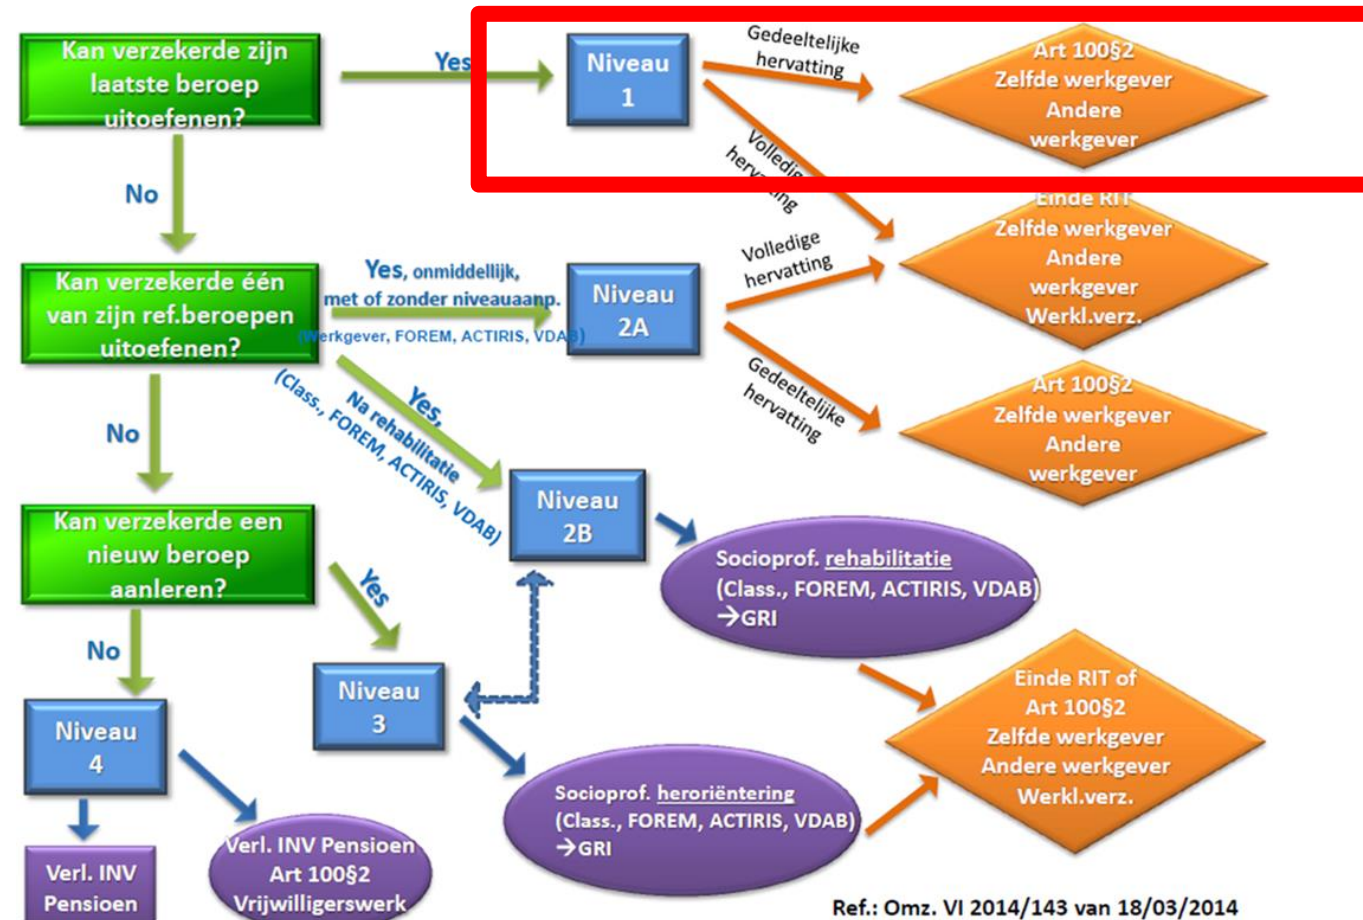 Kan verzekerde zijn
laatste beroep
uitoefenen?
Yes
Niveau
1
Gedeeltelijke
hervatting
Art 100§2
Zelfde werkgever
Andere
werkgever
No
Volledige
hervatting
Einde RIT
Zelfde werkgever
Andere
werkgever
Werkl.verz.
Kan verzekerde één
van zijn ref.beroepen
uitoefenen?
Yes, onmiddellijk,
met of zonder niveauaanp.
(Werkgever, FOREM, ACTIRIS, VDAB)
Niveau
2A
Volledige
hervatting
Gedeeltelijke
hervatting
Art 100§2
Zelfde werkgever
Andere
werkgever
No
Yes,
Na rehabilitatie
(Class., FOREM, ACTIRIS, VDAB)
Niveau
2B
Socioprof. rehabilitatie
(Class., FOREM, ACTIRIS, VDAB)
→GRI
Kan verzekerde een
nieuw beroep
aanleren?
Yes
No
Niveau
3
Einde RIT of
Art 100§2
Zelfde werkgever
Andere werkgever
Werkl.verz.
Niveau
4
Socioprof. heroriëntering
(Class., FOREM, ACTIRIS, VDAB)
→GRI
Verl. INV
Pensioen
Verl. INV Pensioen
Art 100§2
Vrijwilligerswerk
Ref.: Omz. VI 2014/143 van 18/03/2014